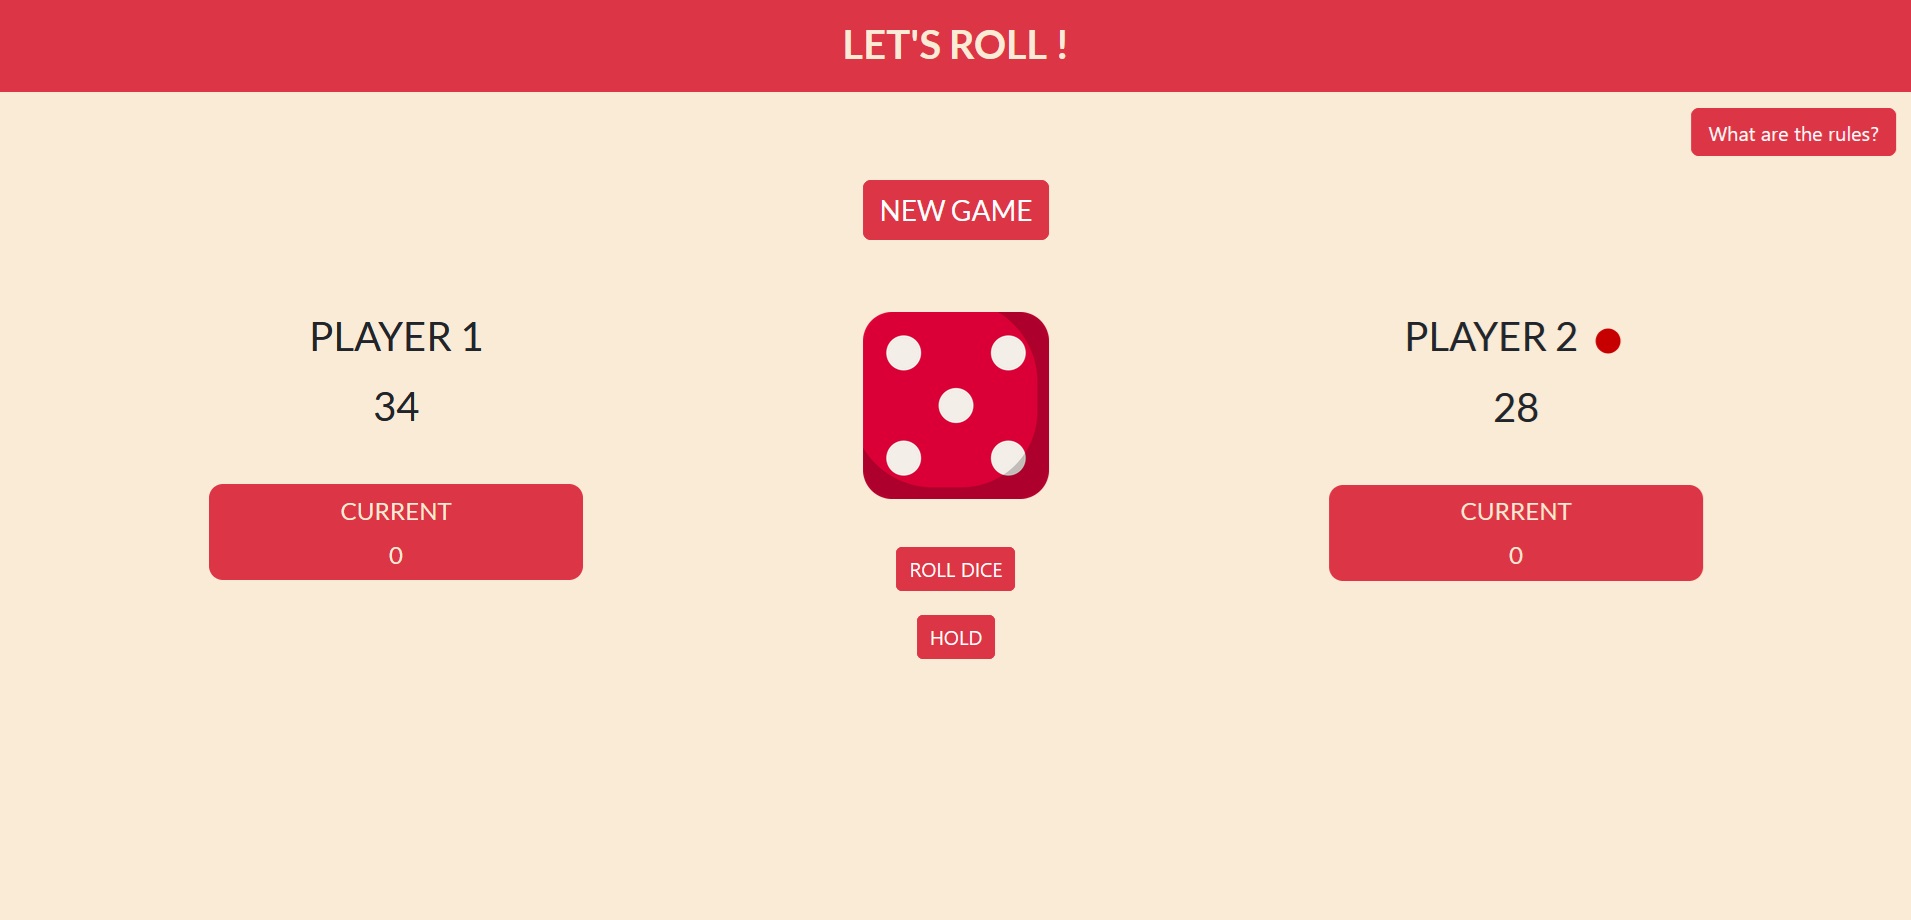 LET'S ROLL !
What are the rules?
NEW GAME
PLAYER 1
34
CURRENT
0
ROLL DICE
HOLD
PLAYER 2
28
CURRENT
0